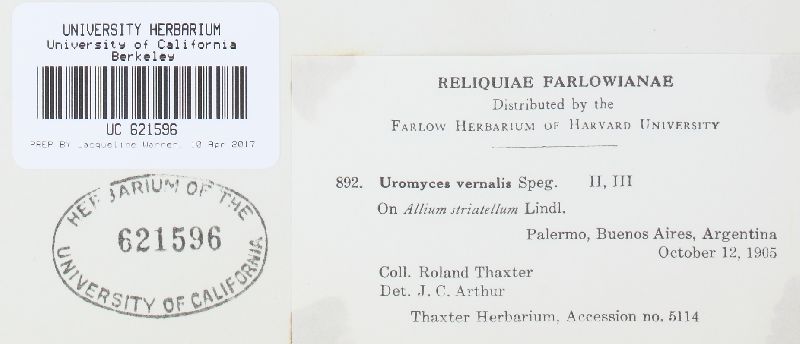 UNIVERSITY HERBARIUM
University of California
Berkeley
UC 621596
PREP BY Jacqueline Warren, 10 Apr 2017
HERBARIUM OF THE
621596
UNIVERSITY OF CALIFORNIA
RELIQUIAE FARLOWIANAE
Distributed by the
FARLOW HERBARIUM OF HARVARD UNIVERSITY
892. Uromyces vernalis Speg. II, III
On Allium striatellum Lindl.
Palermo, Buenos Aires, Argentina
October 12, 1905
Coll. Roland Thaxter
Det. J. C. Arthur
Thaxter Herbarium, Accession no. 5114